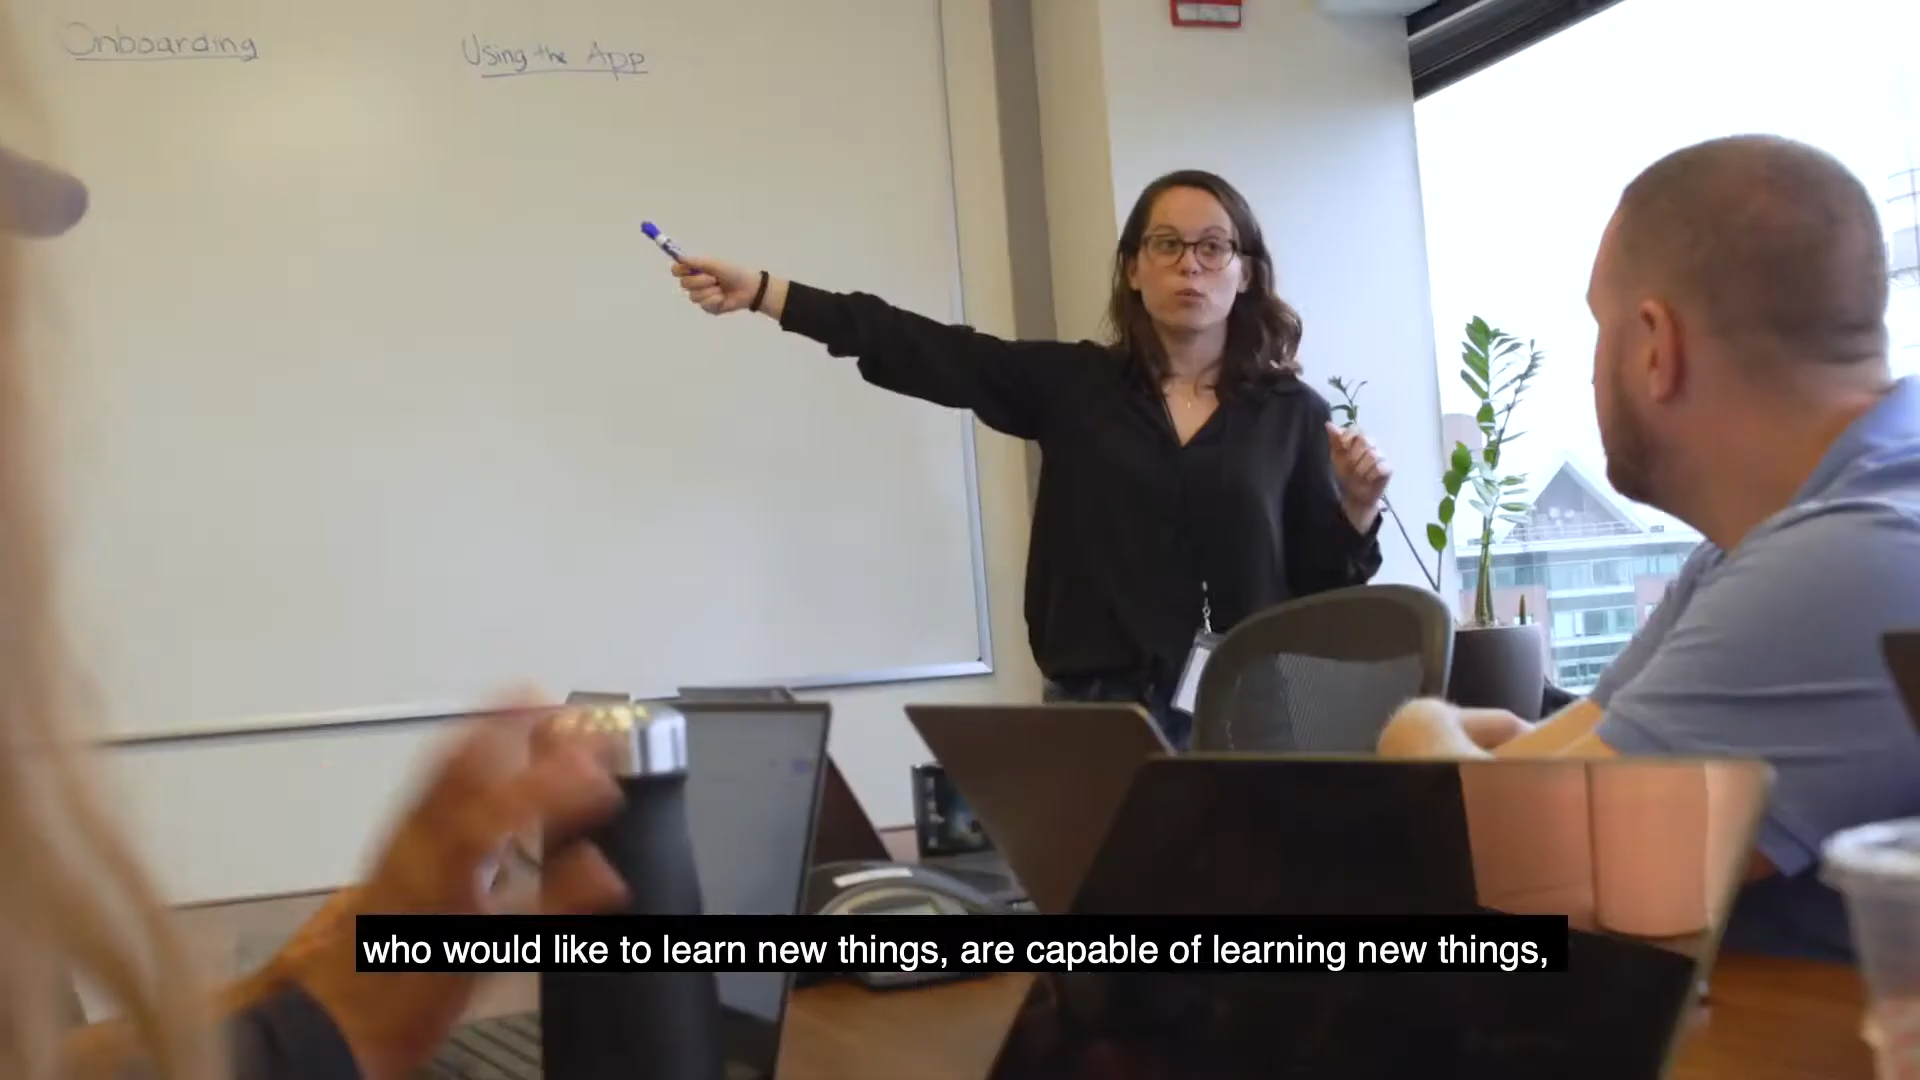 Onboarding
Using the App
who would like to learn new things, are capable of learning new things,